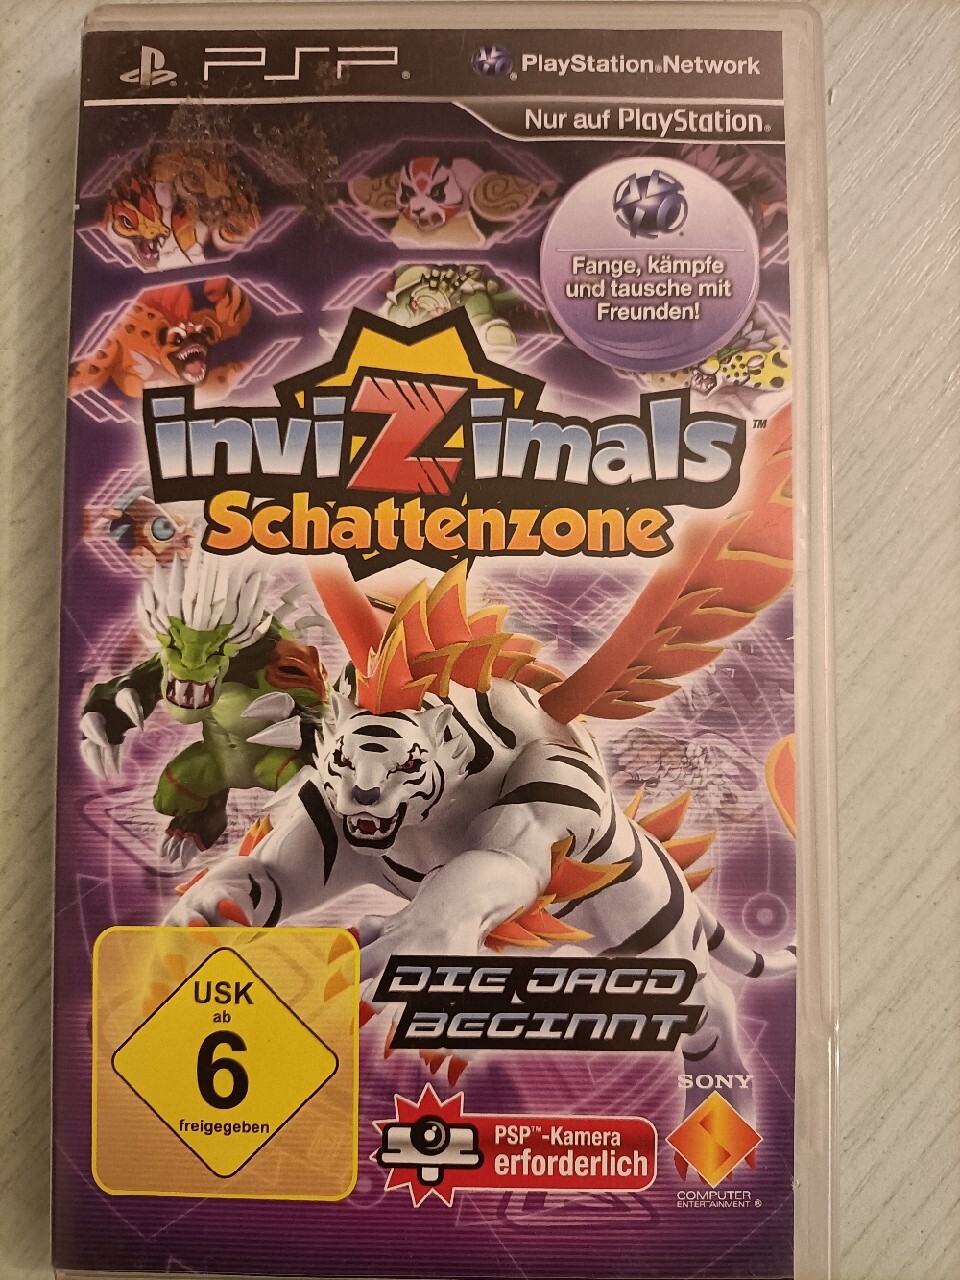 PSP®
PlayStation®Network
Nur auf PlayStation®
Fange, kämpfe
und tausche mit
Freunden!
inviZimals™
Schattenzone
DIE JAGD
BEGINNT
USK
ab
6
freigegeben
PSP™-Kamera
erforderlich
SONY
COMPUTER
ENTERTAINMENT®